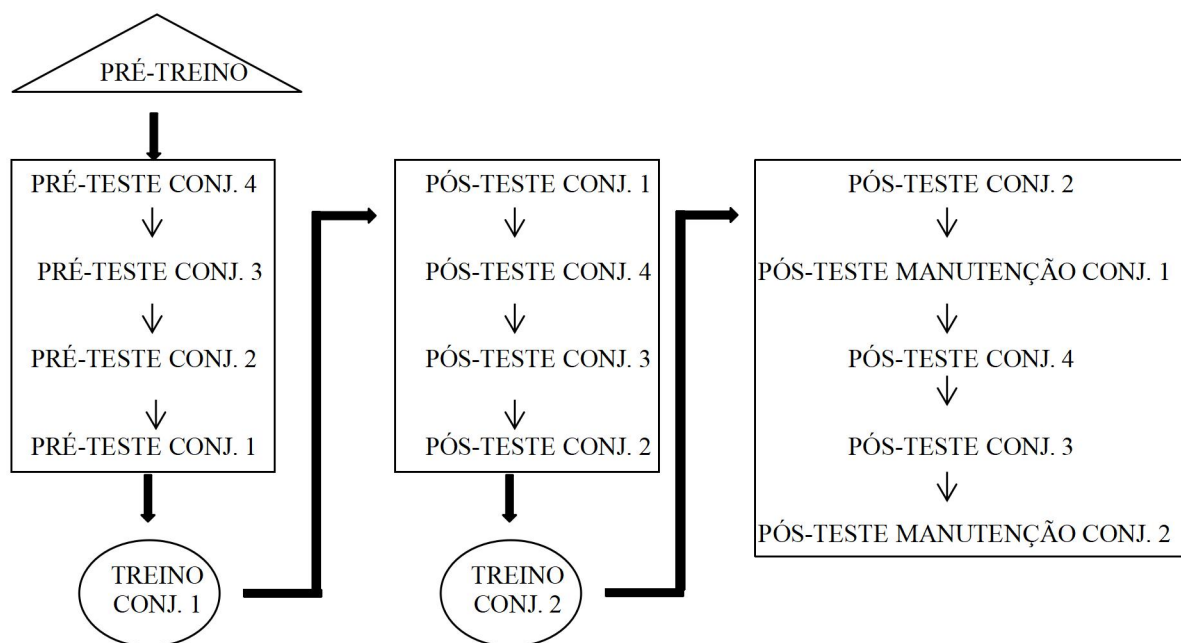 PRÉ-TREINO
PRÉ-TESTE CONJ. 4
PRÉ-TESTE CONJ. 3
PRÉ-TESTE CONJ. 2
PRÉ-TESTE CONJ. 1
TREINO
CONJ. 1
PÓS-TESTE CONJ. 1
PÓS-TESTE CONJ. 4
PÓS-TESTE CONJ. 3
PÓS-TESTE CONJ. 2
TREINO
CONJ. 2
PÓS-TESTE CONJ. 2
PÓS-TESTE MANUTENÇÃO CONJ. 1
PÓS-TESTE CONJ. 4
PÓS-TESTE CONJ. 3
PÓS-TESTE MANUTENÇÃO CONJ. 2